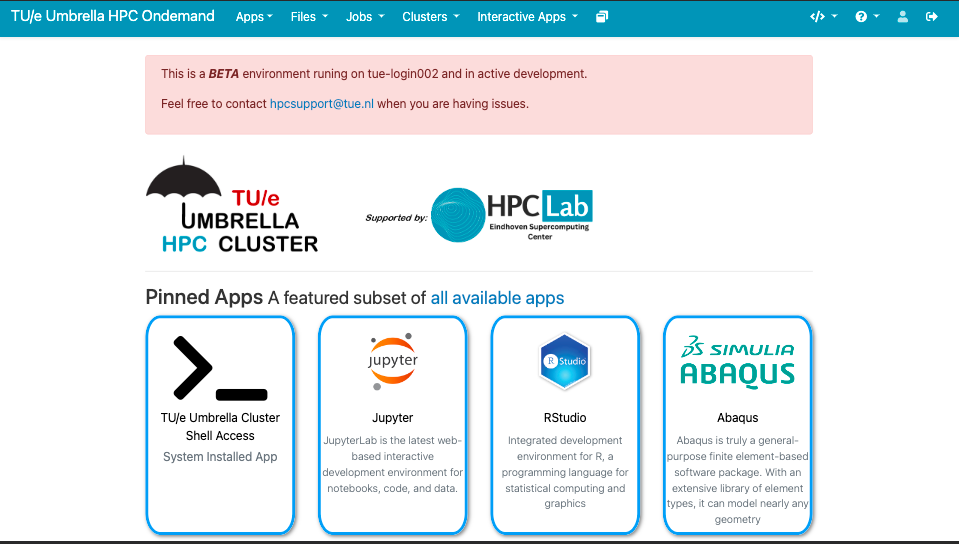 TU/e Umbrella HPC Ondemand Apps Files Jobs Clusters Interactive Apps
This is a BETA environment runing on tue-login002 and in active development.
Feel free to contact hpcsupport@tue.nl when you are having issues.
TU/e
UMBRELLA
HPC CLUSTER
Supported by:
HPC Lab
Eindhoven Supercomputing
Center
Pinned Apps A featured subset of all available apps
TU/e Umbrella Cluster
Shell Access
System Installed App
jupyter
Jupyter
JupyterLab is the latest web-
based interactive
development environment for
notebooks, code, and data.
R Studio
RStudio
Integrated development
environment for R, a
programming language for
statistical computing and
graphics
SIMULIA
ABAQUS
Abaqus
Abaqus is truly a general-
purpose finite element-based
software package. With an
extensive library of element
types, it can model nearly any
geometry